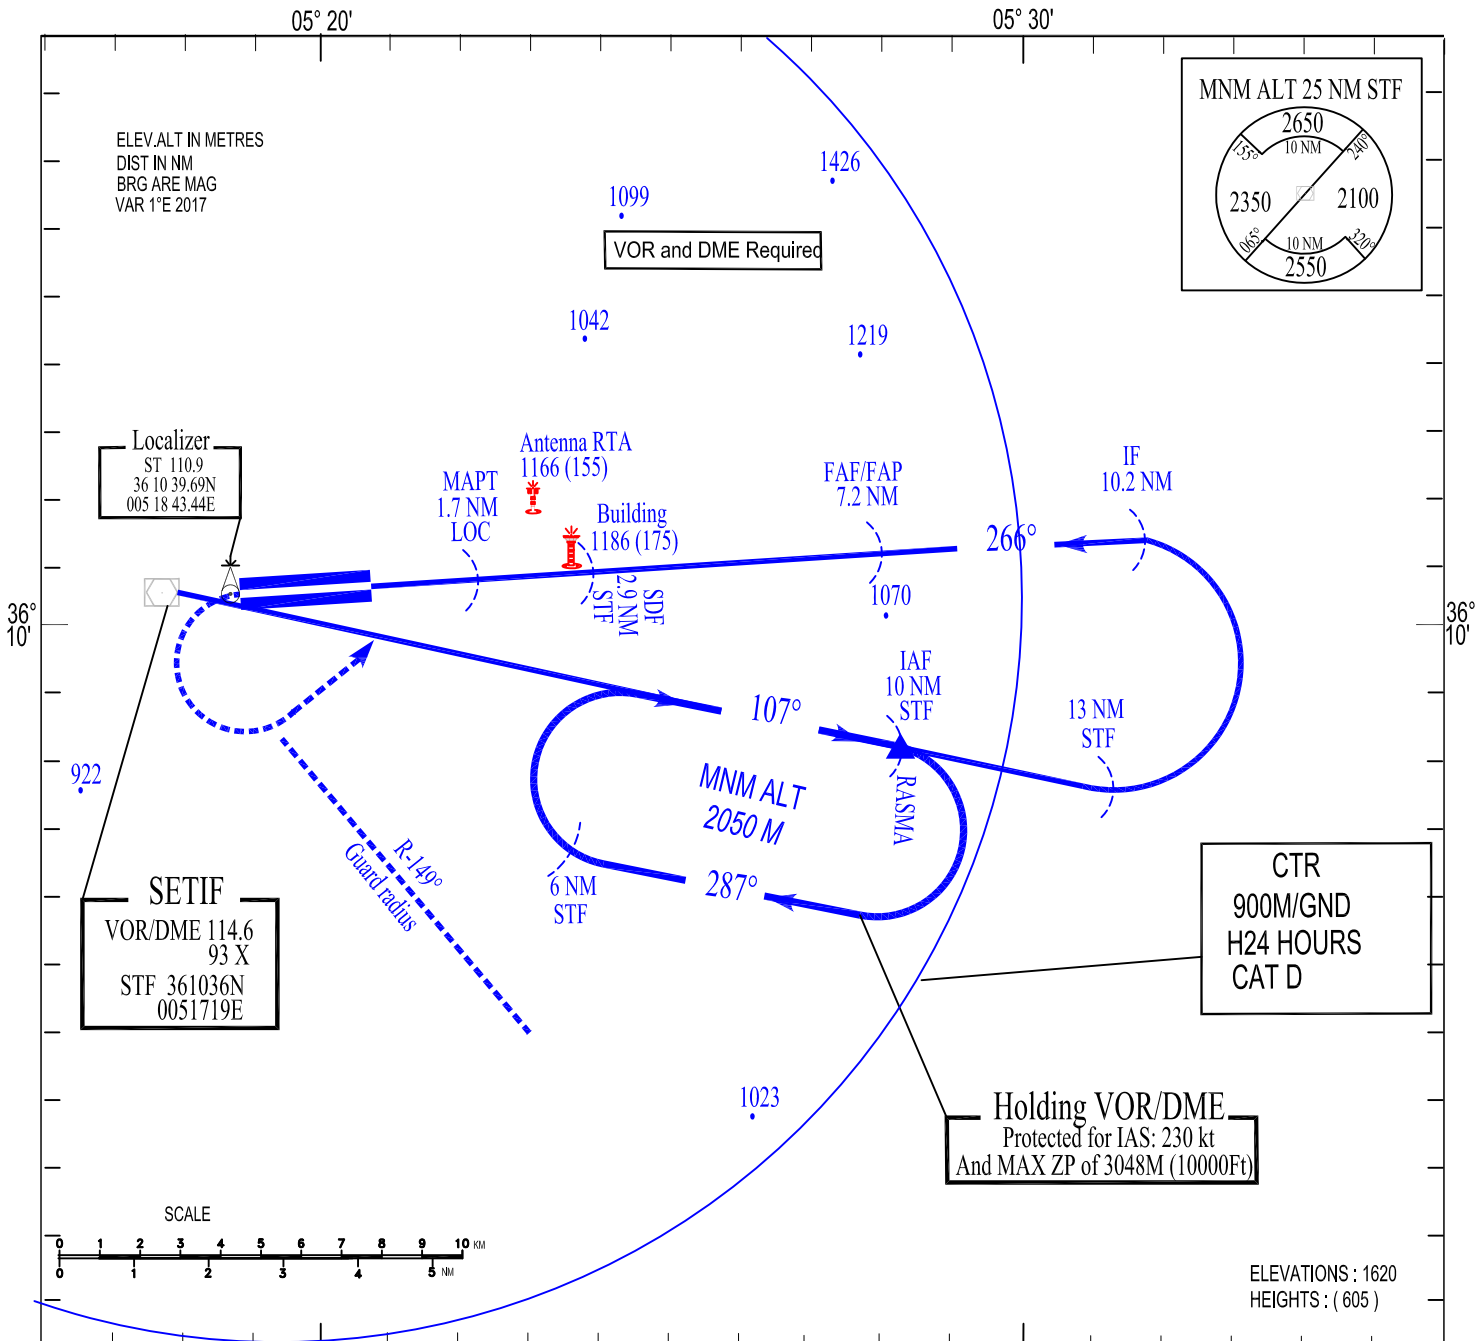 05° 20'
05° 30'
ELEV.ALT IN METRES
DIST IN NM
BRG ARE MAG
VAR 1°E 2017
MNM ALT 25 NM STF
2650
10 NM
155°
240°
2350
2100
065°
320°
10 NM
2550
1426
1099
VOR and DME Required
1042
1219
Localizer
ST 110.9
36 10 39.69N
005 18 43.44E
Antenna RTA
1166 (155)
MAPT
1.7 NM
LOC
Building
1186 (175)
FAF/FAP
7.2 NM
IF
10.2 NM
266°
SDF
2.9 NM
STF
1070
36°
10'
36°
10'
IAF
10 NM
STF
RASMA
107°
13 NM
STF
922
MNM ALT
2050 M
287°
6 NM
STF
R-149°
Guard radius
SETIF
VOR/DME 114.6
93 X
STF 361036N
0051719E
CTR
900M/GND
H24 HOURS
CAT D
1023
Holding VOR/DME
Protected for IAS: 230 kt
And MAX ZP of 3048M (10000Ft)
SCALE
0 1 2 3 4 5 6 7 8 9 10 KM
0 1 2 3 4 5 NM
ELEVATIONS : 1620
HEIGHTS : ( 605 )